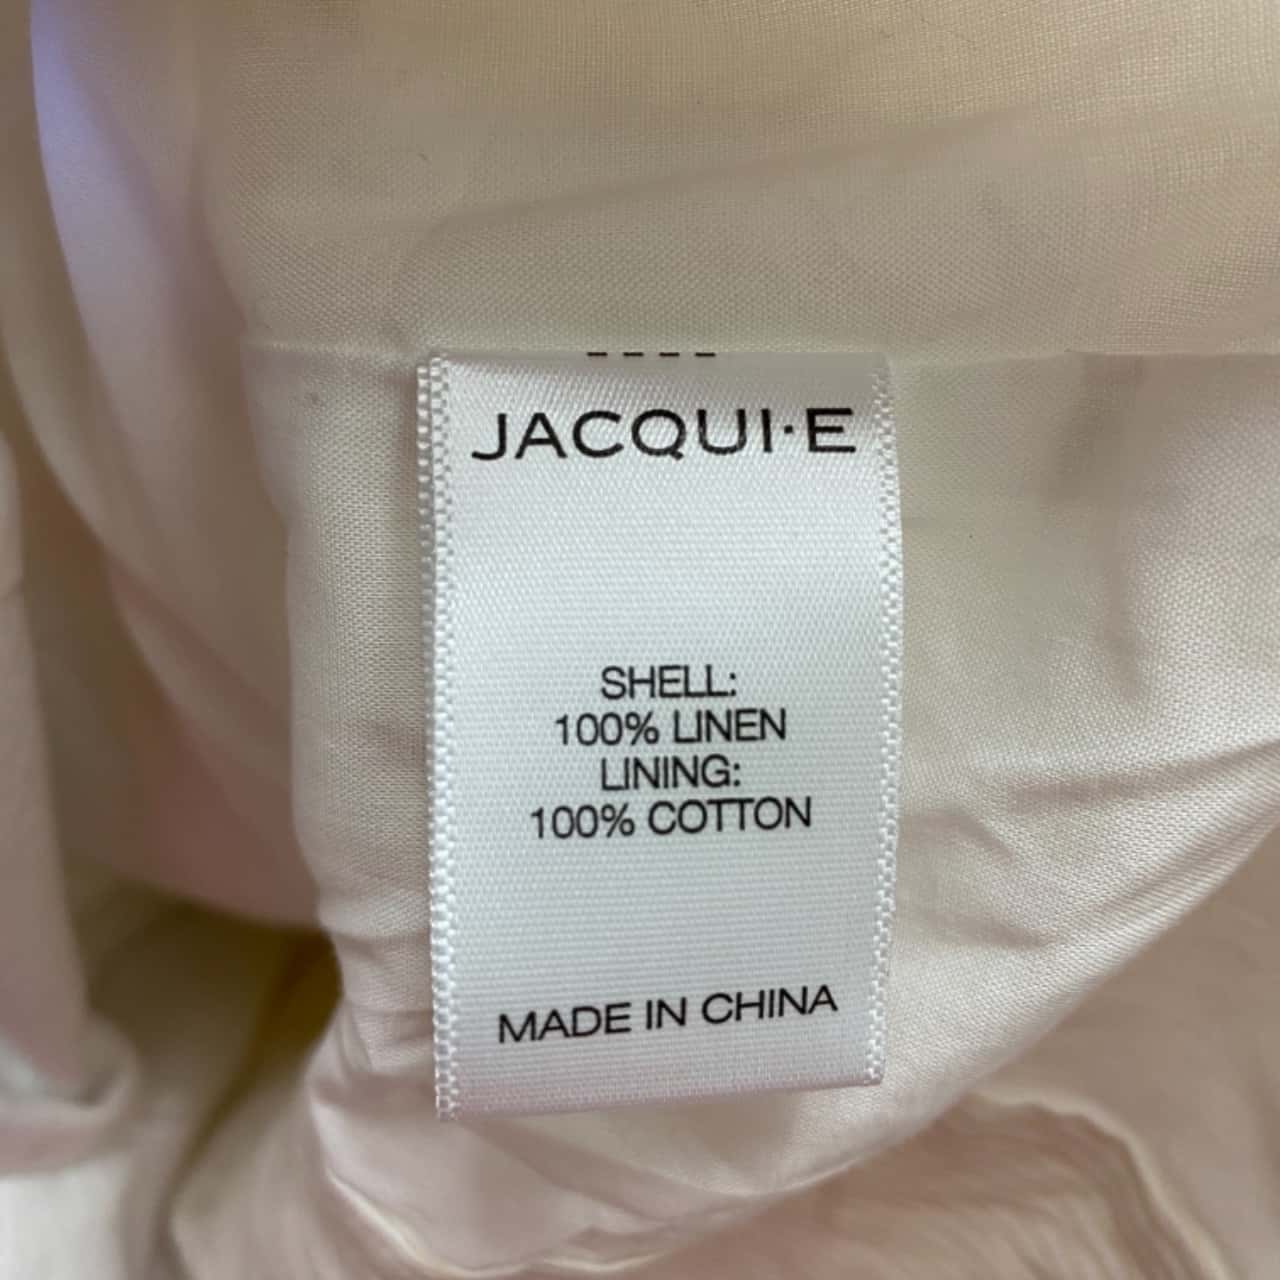 JACQUI·E
SHELL:
100% LINEN
LINING:
100% COTTON
MADE IN CHINA